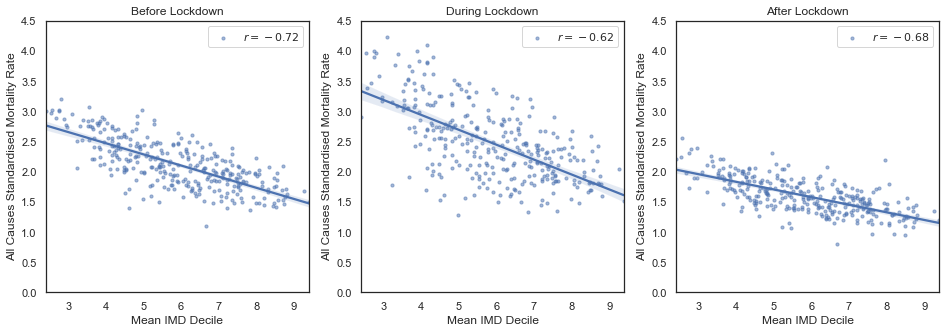 Before Lockdown
r = −0.72
All Causes Standardised Mortality Rate
4.5
4.0
3.5
3.0
2.5
2.0
1.5
1.0
0.5
0.0
3 4 5 6 7 8 9
Mean IMD Decile
During Lockdown
r = −0.62
All Causes Standardised Mortality Rate
4.5
4.0
3.5
3.0
2.5
2.0
1.5
1.0
0.5
0.0
3 4 5 6 7 8 9
Mean IMD Decile
After Lockdown
r = −0.68
All Causes Standardised Mortality Rate
4.5
4.0
3.5
3.0
2.5
2.0
1.5
1.0
0.5
0.0
3 4 5 6 7 8 9
Mean IMD Decile